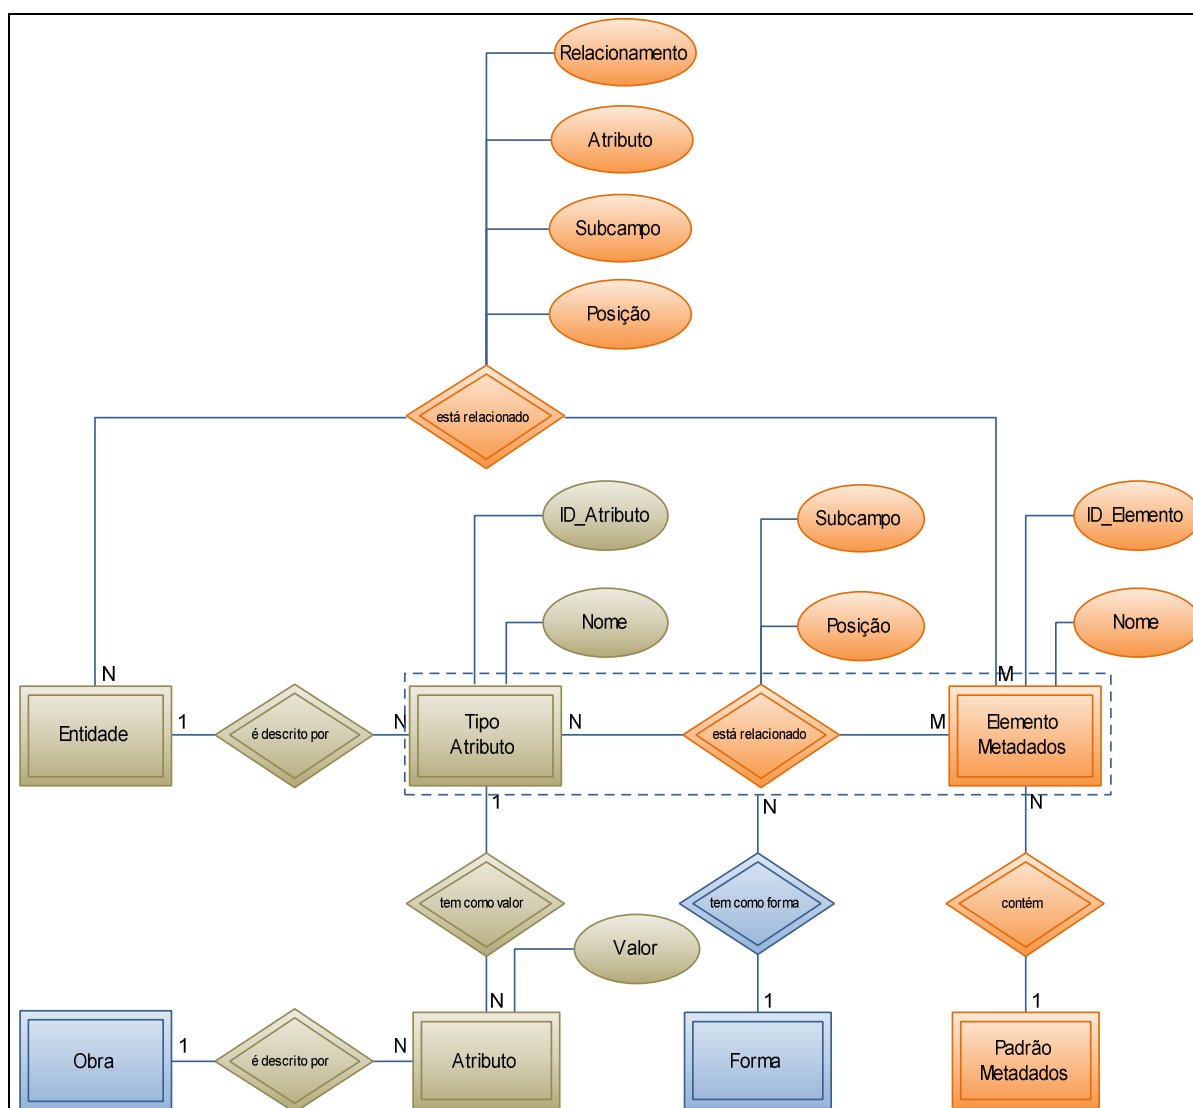 Relacionamento
Atributo
Subcampo
Posição
está relacionado
ID_Atributo
Subcampo
ID_Elemento
Nome
Posição
Nome
N
M
Entidade
1
é descrito por
N
Tipo
Atributo
N
está relacionado
M
Elemento
Metadados
1
N
N
tem como valor
tem como forma
contém
Valor
N
1
1
Obra
1
é descrito por
N
Atributo
Forma
Padrão
Metadados